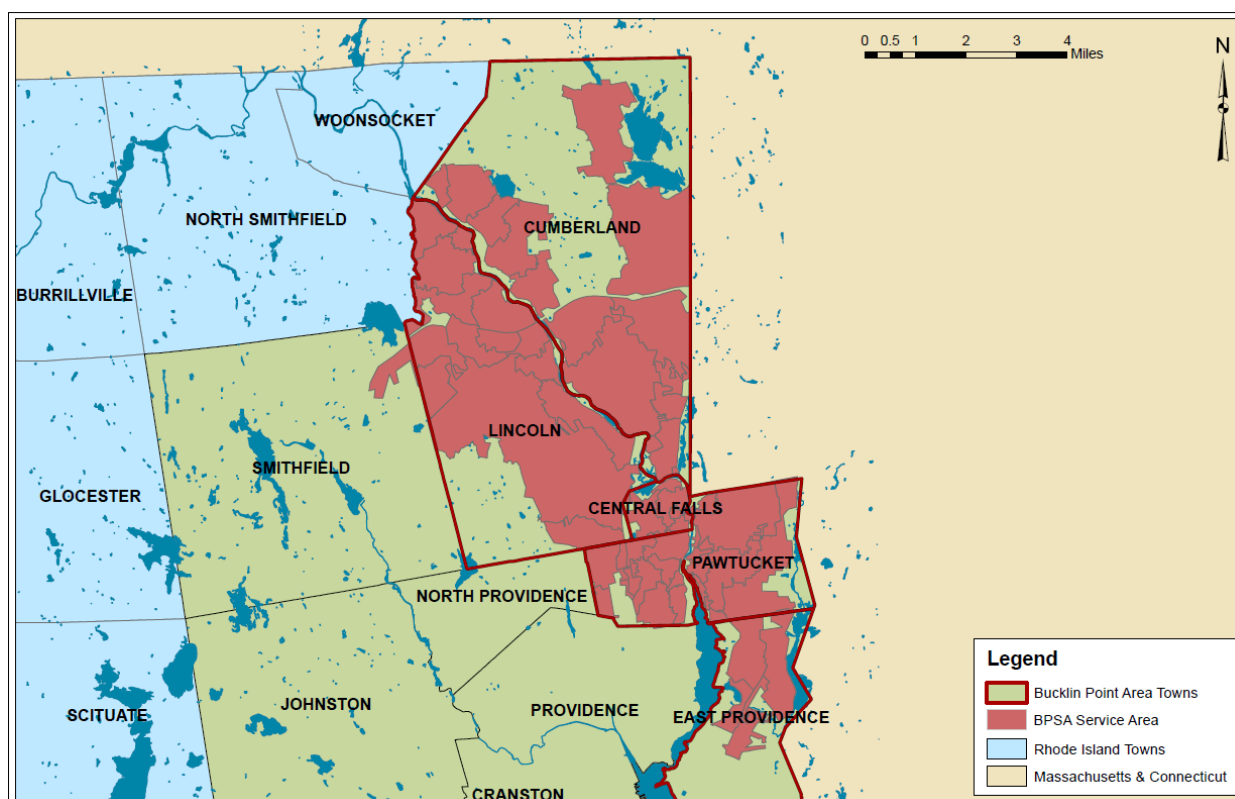 0 0.5 1 2 3 4
Miles
N
WOONSOCKET
NORTH SMITHFIELD
CUMBERLAND
BURRILLVILLE
LINCOLN
SMITHFIELD
GLOCESTER
CENTRAL FALLS
PAWTUCKET
NORTH PROVIDENCE
JOHNSTON
PROVIDENCE
EAST PROVIDENCE
SCITUATE
CRANSTON
Legend
Bucklin Point Area Towns
BPSA Service Area
Rhode Island Towns
Massachusetts & Connecticut